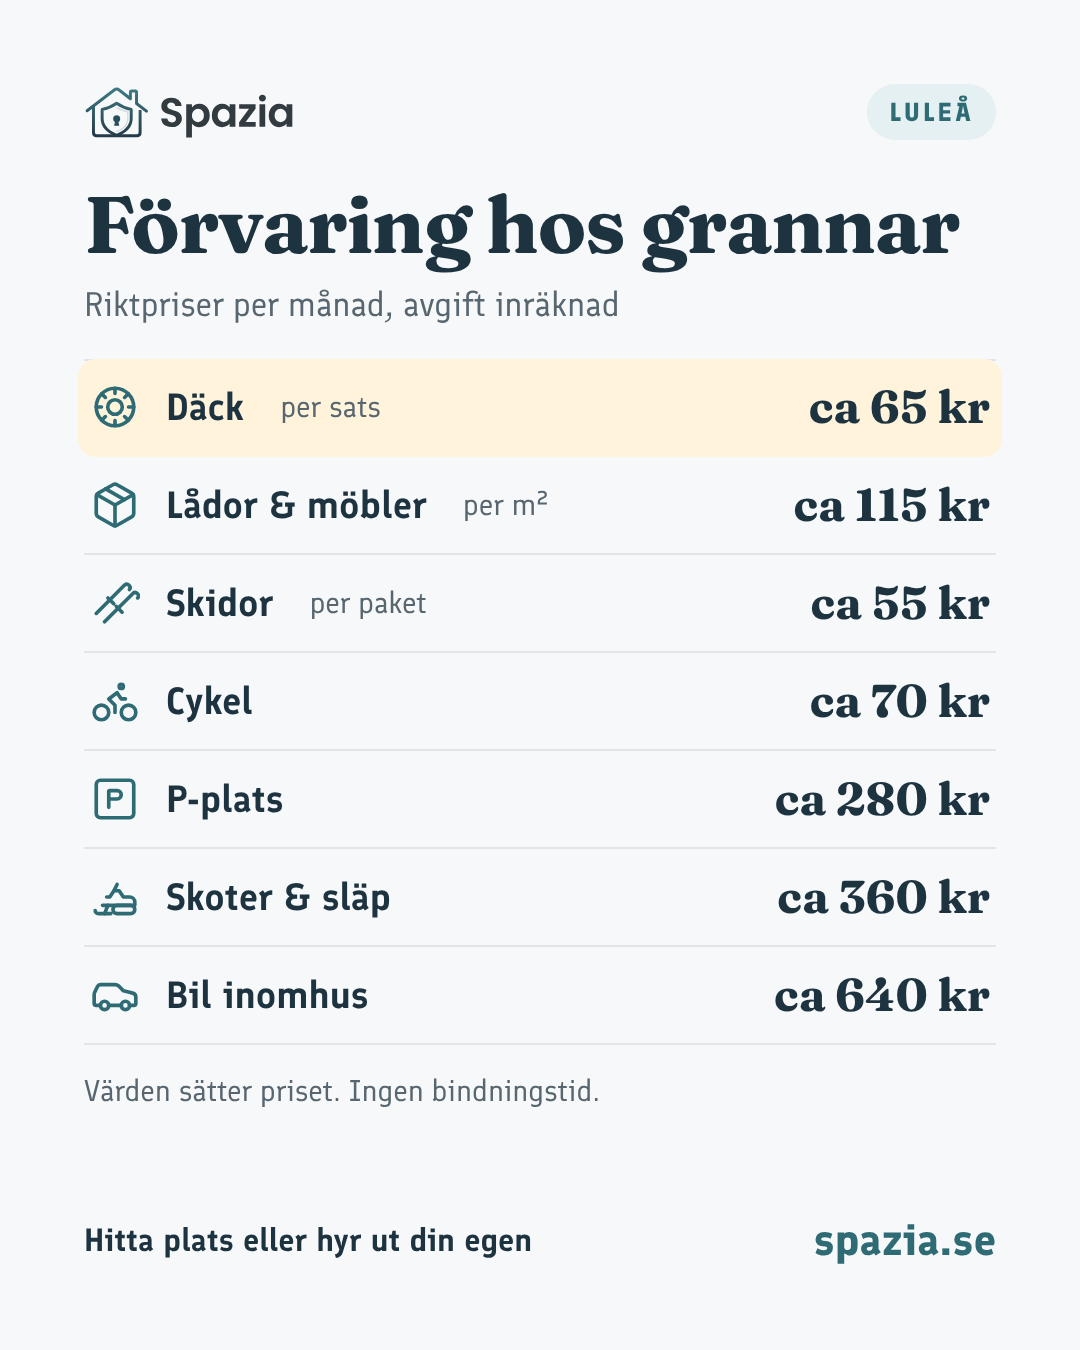 Spazia
LULEÅ
Förvaring hos grannar
Riktpriser per månad, avgift inräknad
Däck per sats ca 65 kr
Lådor & möbler per m² ca 115 kr
Skidor per paket ca 55 kr
Cykel ca 70 kr
P
P-plats ca 280 kr
Skoter & släp ca 360 kr
Bil inomhus ca 640 kr
Värden sätter priset. Ingen bindningstid.
Hitta plats eller hyr ut din egen
spazia.se